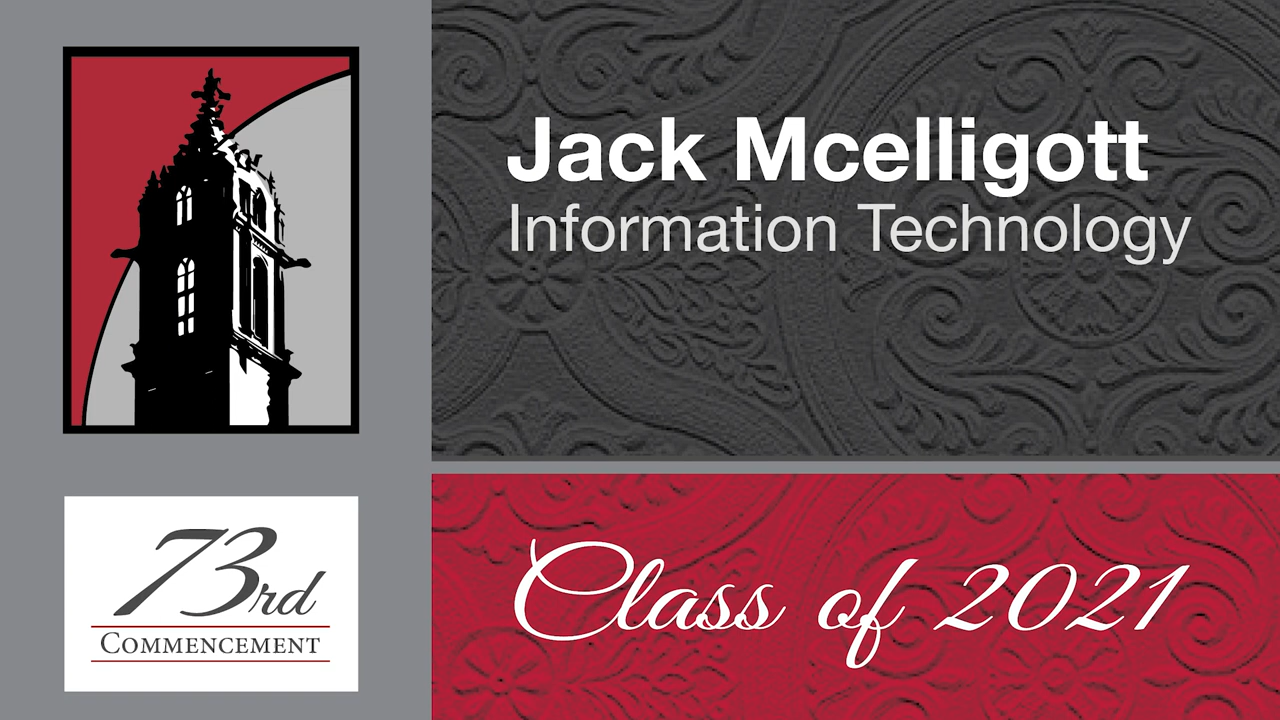 Jack Mcelligott
Information Technology
73rd
Commencement
Class of 2021